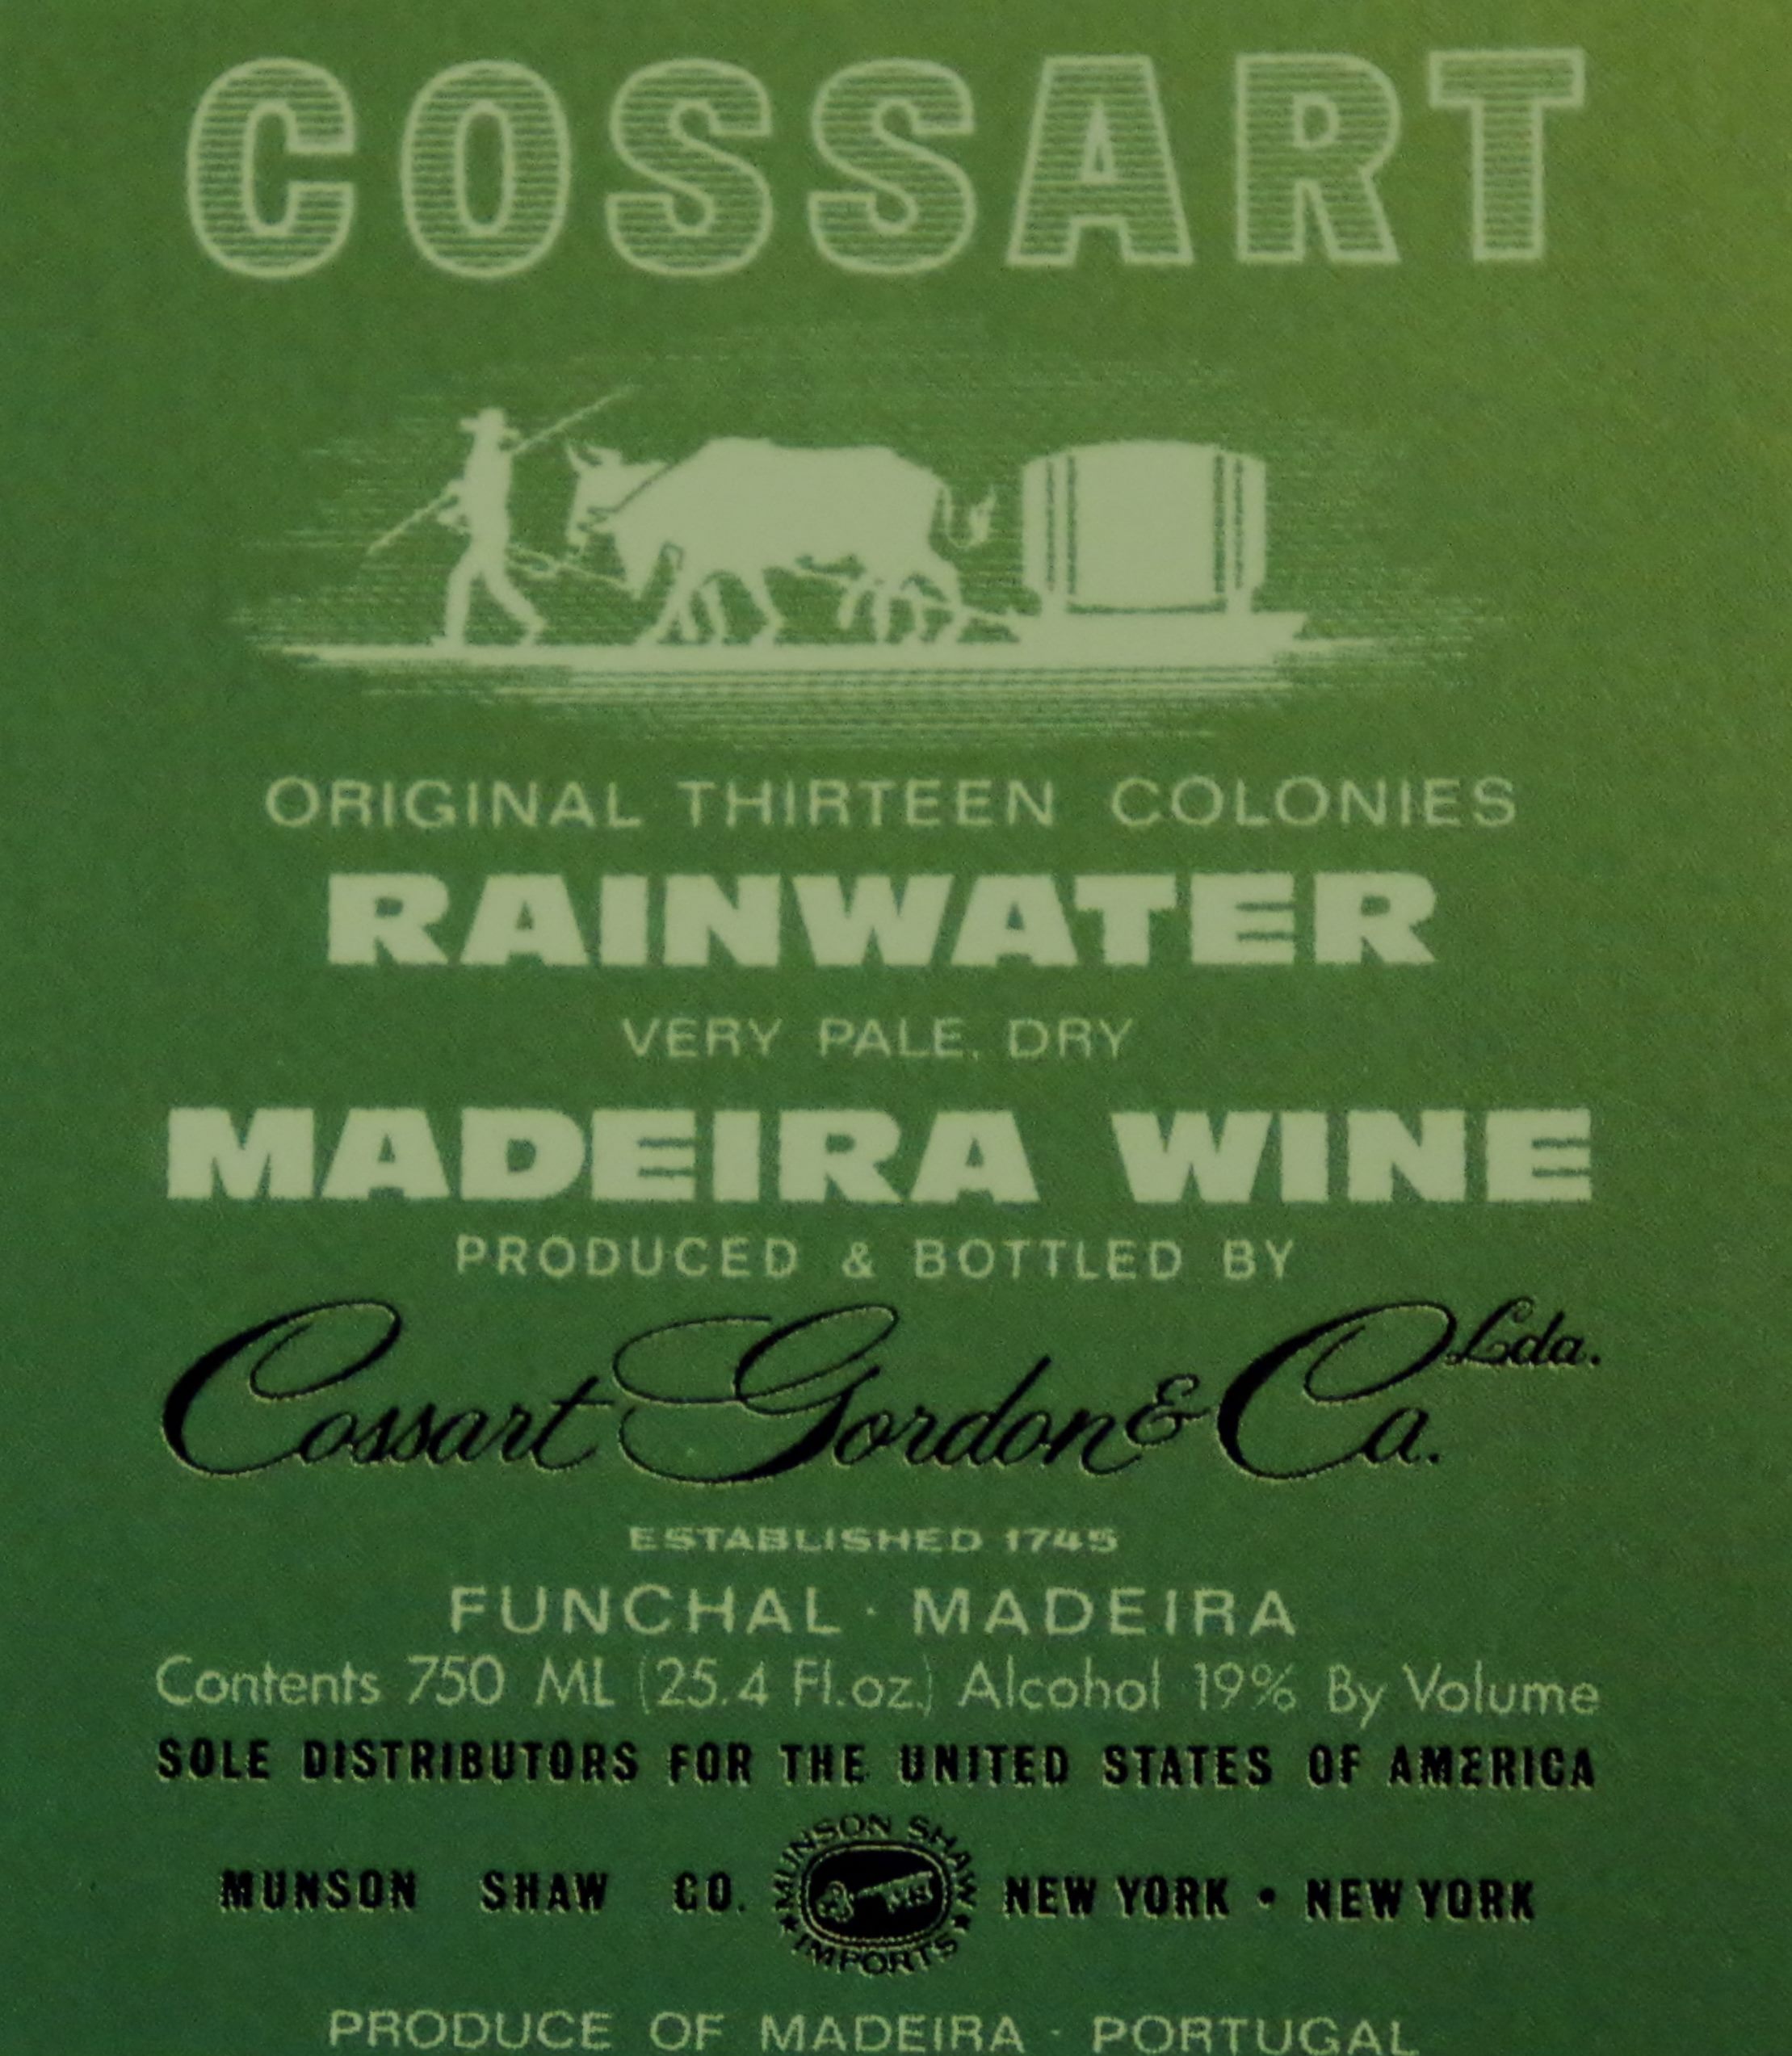 COSSART
ORIGINAL THIRTEEN COLONIES
RAINWATER
VERY PALE, DRY
MADEIRA WINE
PRODUCED & BOTTLED BY
Cossart Gordon & Ca. Lda.
ESTABLISHED 1745
FUNCHAL · MADEIRA
Contents 750 ML (25.4 Fl.oz.) Alcohol 19% By Volume
SOLE DISTRIBUTORS FOR THE UNITED STATES OF AMERICA
MUNSON SHAW CO. MUNSON SHAW ★ IMPORTS ★ NEW YORK • NEW YORK
PRODUCE OF MADEIRA - PORTUGAL